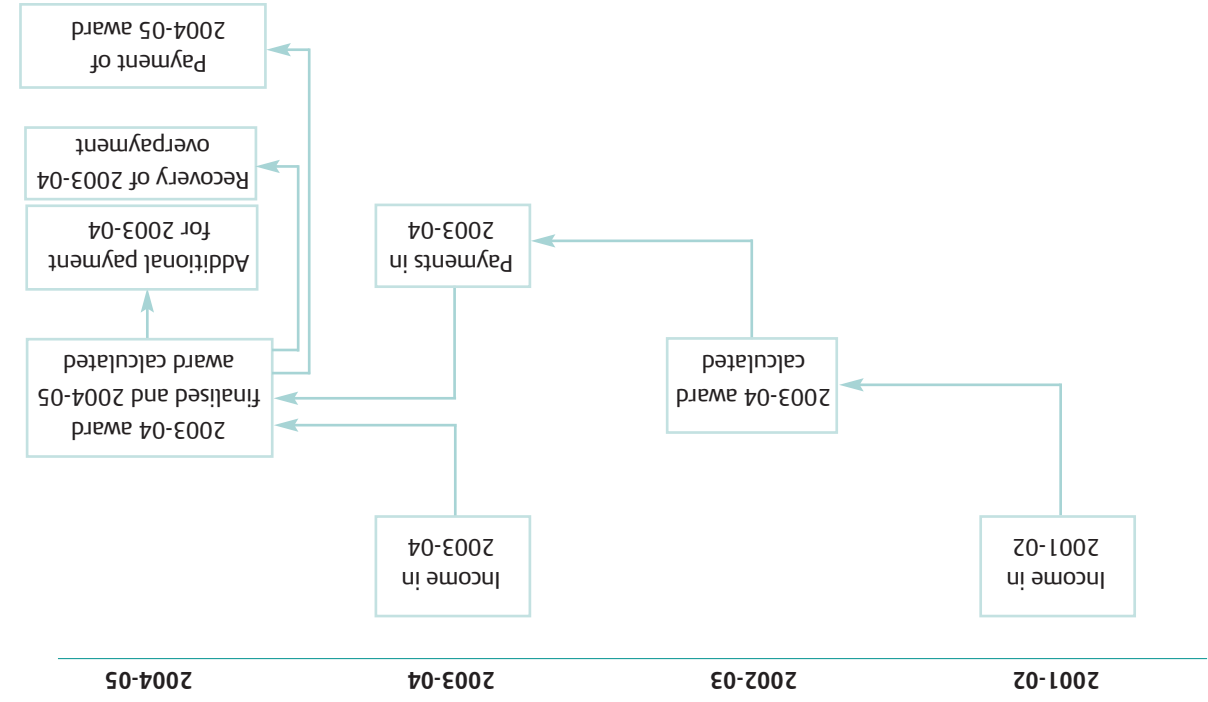 2001-02
2002-03
2003-04
2004-05
Income in
2001-02
Income in
2003-04
2003-04 award
calculated
2003-04 award
finalised and 2004-05
award calculated
Payments in
2003-04
Additional payment
for 2003-04
Recovery of 2003-04
overpayment
Payment of
2004-05 award